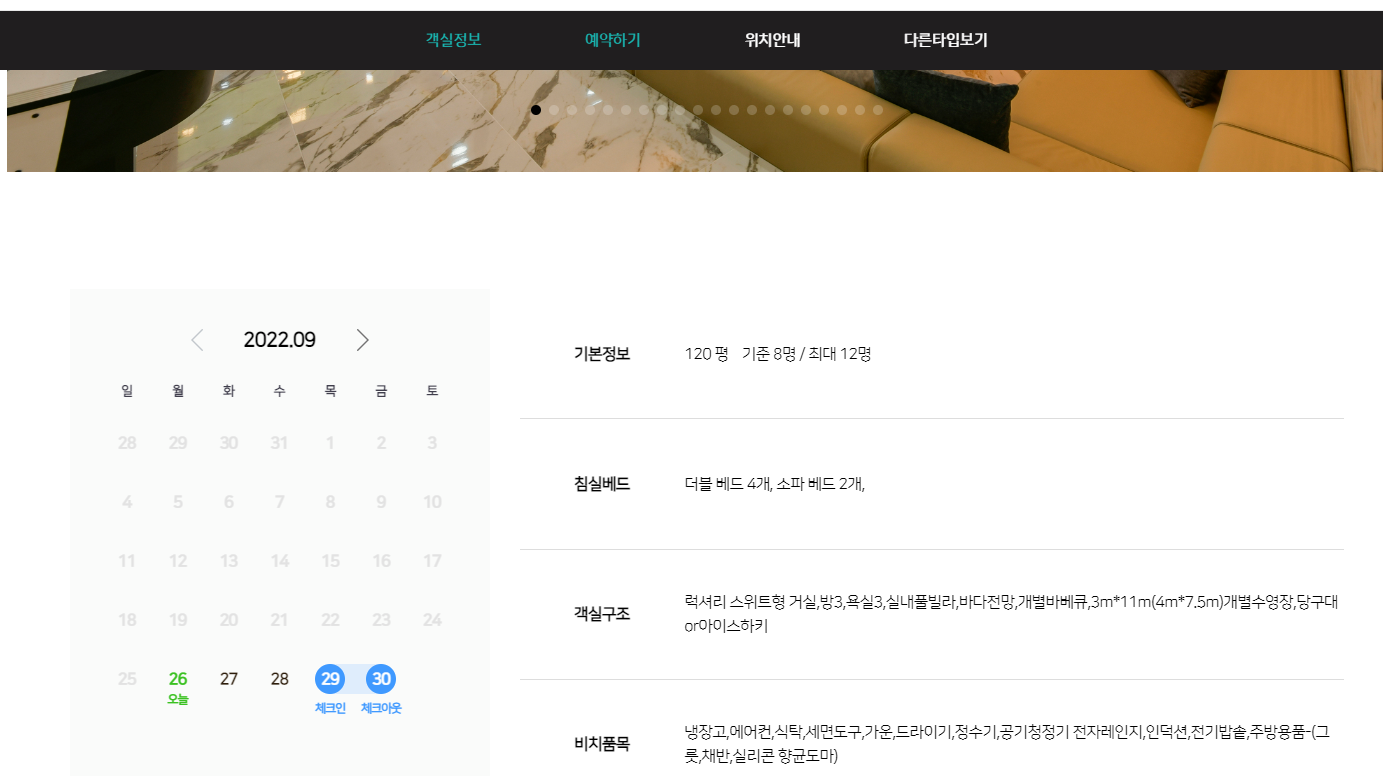 객실정보 예약하기 위치안내 다른타입보기
2022.09
일 월 화 수 목 금 토
28 29 30 31 1 2 3
4 5 6 7 8 9 10
11 12 13 14 15 16 17
18 19 20 21 22 23 24
25 26 27 28 29 30
오늘 체크인 체크아웃
기본정보 120 평 기준 8명 / 최대 12명
침실베드 더블 베드 4개, 소파 베드 2개,
객실구조 럭셔리 스위트형 거실,방3,욕실3,실내풀빌라,바다전망,개별바베큐,3m*11m(4m*7.5m)개별수영장,당구대
or아이스하키
비치품목 냉장고,에어컨,식탁,세면도구,가운,드라이기,정수기,공기청정기 전자레인지,인덕션,전기밥솥,주방용품-(그
릇,채반,실리콘 향균도마)